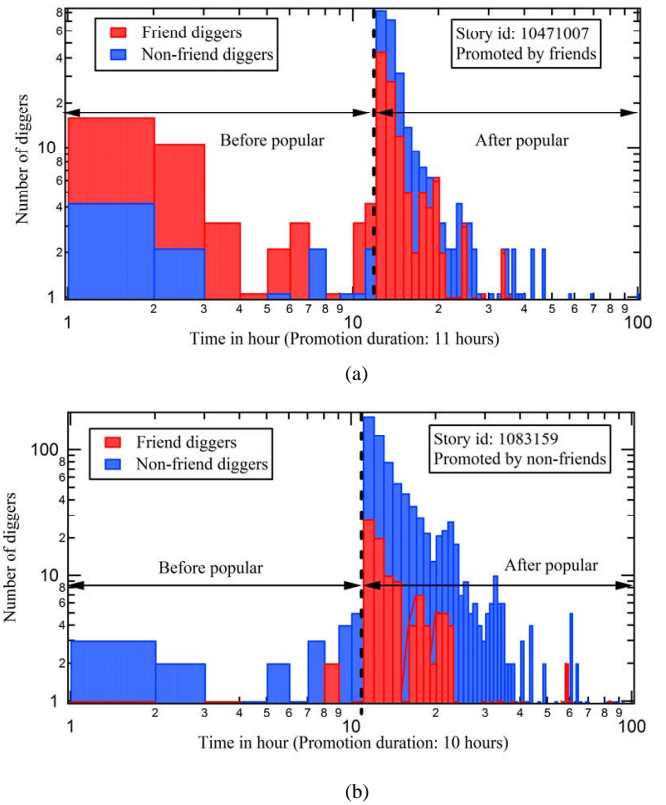 Friend diggers
Non-friend diggers
Story id: 10471007
Promoted by friends
Before popular
After popular
Number of diggers
8
6
4
2
10
8
6
4
2
1
1 2 3 4 5 6 7 8 9 10 2 3 4 5 6 7 8 9 100
Time in hour (Promotion duration: 11 hours)
(a)
Friend diggers
Non-friend diggers
Story id: 1083159
Promoted by non-friends
Before popular
After popular
Number of diggers
100
8
6
4
2
10
8
6
4
2
1
1 2 3 4 5 6 7 8 9 10 2 3 4 5 6 7 8 9 100
Time in hour (Promotion duration: 10 hours)
(b)